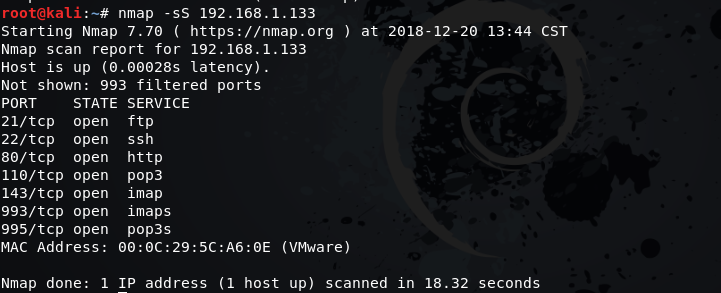 root@kali:~# nmap -sS 192.168.1.133
Starting Nmap 7.70 ( https://nmap.org ) at 2018-12-20 13:44 CST
Nmap scan report for 192.168.1.133
Host is up (0.00028s latency).
Not shown: 993 filtered ports
PORT    STATE SERVICE
21/tcp  open  ftp
22/tcp  open  ssh
80/tcp  open  http
110/tcp open  pop3
143/tcp open  imap
993/tcp open  imaps
995/tcp open  pop3s
MAC Address: 00:0C:29:5C:A6:0E (VMware)
Nmap done: 1 IP address (1 host up) scanned in 18.32 seconds